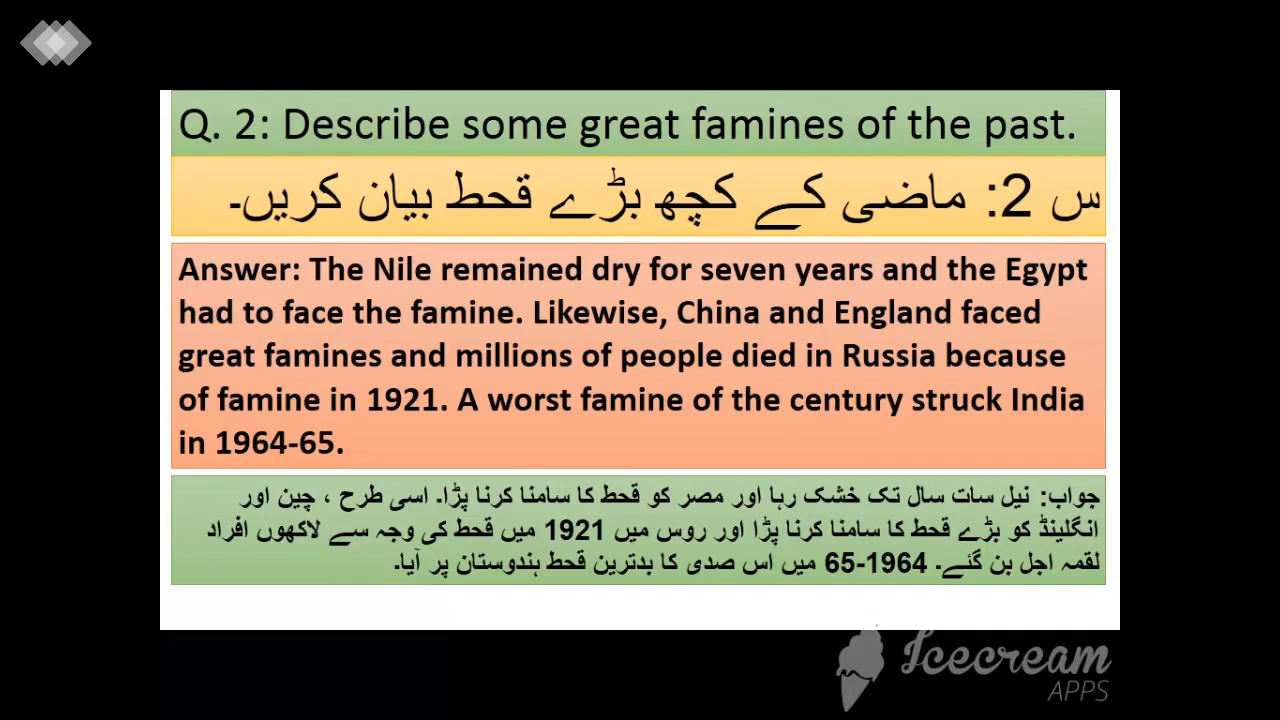 Q. 2: Describe some great famines of the past.
س 2: ماضی کے کچھ بڑے قحط بیان کریں۔
Answer: The Nile remained dry for seven years and the Egypt
had to face the famine. Likewise, China and England faced
great famines and millions of people died in Russia because
of famine in 1921. A worst famine of the century struck India
in 1964-65.
جواب: نیل سات سال تک خشک رہا اور مصر کو قحط کا سامنا کرنا پڑا۔ اسی طرح ، چین اور
انگلینڈ کو بڑے قحط کا سامنا کرنا پڑا اور روس میں 1921 میں قحط کی وجہ سے لاکھوں افراد
لقمہ اجل بن گئے۔ 1964-65 میں اس صدی کا بدترین قحط ہندوستان پر آیا۔
Icecream
APPS